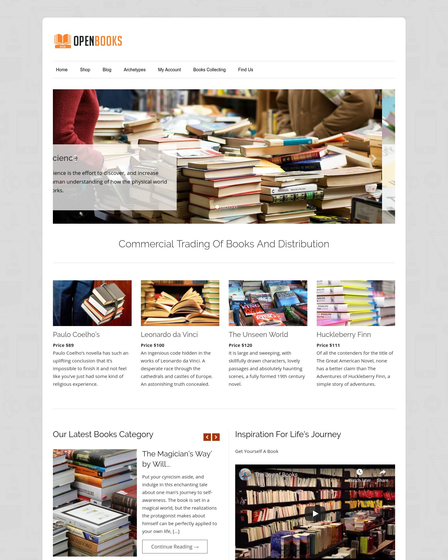 OPENBOOKS
Home Shop Blog Archetypes My Account Books Collecting Find Us
cience
ience is the effort to discover, and increase
man understanding of how the physical world
rks.
Commercial Trading Of Books And Distribution
Paulo Coelho's
Price $89
Paulo Coelho's novella has such an
uplifting conclusion that it's
impossible to finish it and not feel
like you've just had some kind of
religious experience.
Leonardo da Vinci
Price $100
An ingenious code hidden in the
works of Leonardo da Vinci. A
desperate race through the
cathedrals and castles of Europe.
An astonishing truth concealed.
The Unseen World
Price $120
It is large and sweeping, with
skillfully drawn characters, lovely
passages and absolutely haunting
scenes, a fully formed 19th century
novel.
Huckleberry Finn
Price $111
Of all the contenders for the title of
The Great American Novel, none
has a better claim than The
Adventures of Huckleberry Finn, a
simple story of adventures.
Our Latest Books Category
The Magician's Way'
by Will...
Put your cynicism aside, and
indulge in this enchanting tale
about one man's journey to self-
awareness. The book is set in a
magical world, but the realizations
the protagonist makes about
himself can be perfectly applied to
your own life, [...]
Continue Reading →
Inspiration For Life's Journey
Get Yourself A Book
of Books
Share